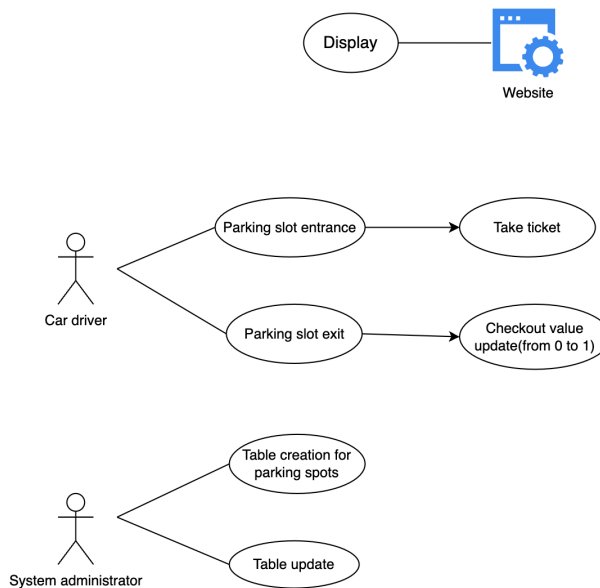 Display
Website
Parking slot entrance
Take ticket
Car driver
Parking slot exit
Checkout value
update(from 0 to 1)
Table creation for
parking spots
System administrator
Table update